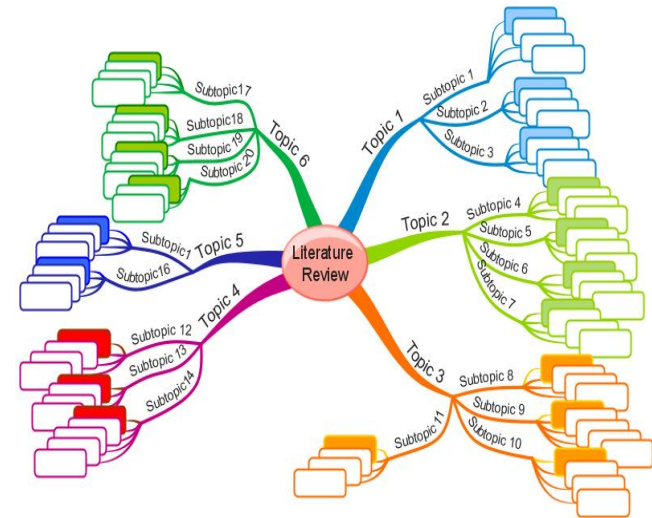 Literature
Review
Topic 1
Subtopic 1
Subtopic 2
Subtopic 3
Topic 2
Subtopic 4
Subtopic 5
Subtopic 6
Subtopic 7
Topic 3
Subtopic 8
Subtopic 9
Subtopic 10
Subtopic 11
Topic 4
Subtopic 12
Subtopic 13
Subtopic14
Topic 5
Subtopic1
Subtopic16
Topic 6
Subtopic17
Subtopic18
Subtopic 19
Subtopic 20